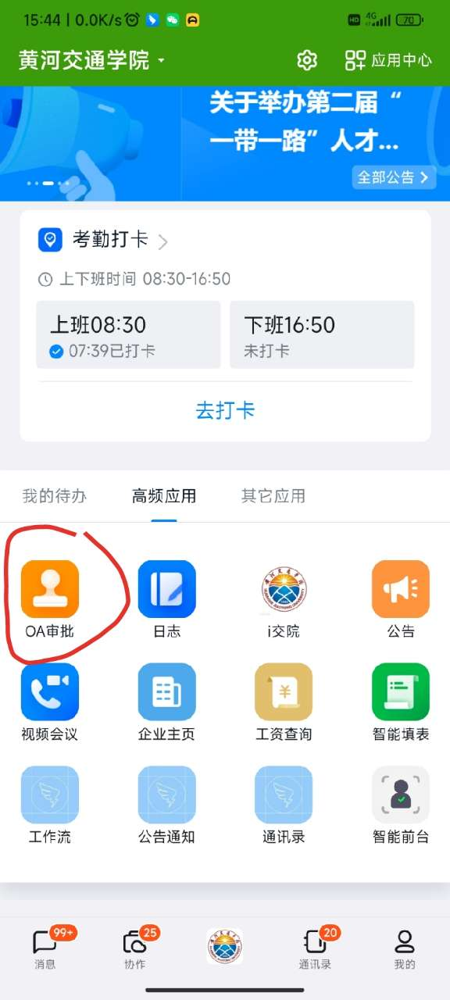 15:44 | 0.0K/s
HD 4G 70
黄河交通学院
应用中心
关于举办第二届“
一带一路”人才...
全部公告
考勤打卡
上下班时间 08:30-16:50
上班08:30 下班16:50
07:39已打卡 未打卡
去打卡
我的待办 高频应用 其它应用
OA审批 日志 i交院 公告
视频会议 企业主页 工资查询 智能填表
工作流 公告通知 通讯录 智能前台
99+ 25 20
消息 协作 通讯录 我的